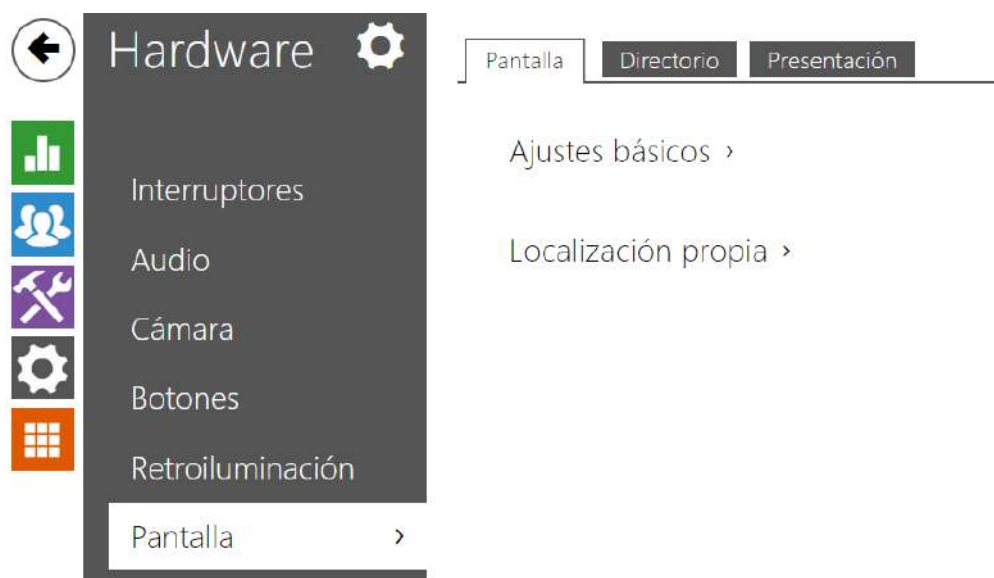 Hardware
Interruptores
Audio
Cámara
Botones
Retroiluminación
Pantalla
Pantalla
Directorio
Presentación
Ajustes básicos
Localización propia